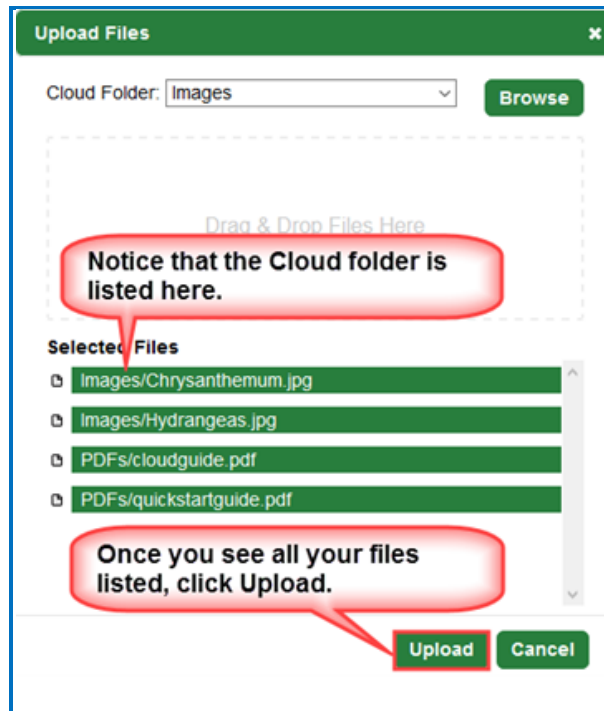 Upload Files ×
Cloud Folder: Images Browse
Drag & Drop Files Here
Notice that the Cloud folder is
listed here.
Selected Files
Images/Chrysanthemum.jpg
Images/Hydrangeas.jpg
PDFs/cloudguide.pdf
PDFs/quickstartguide.pdf
Once you see all your files
listed, click Upload.
Upload Cancel